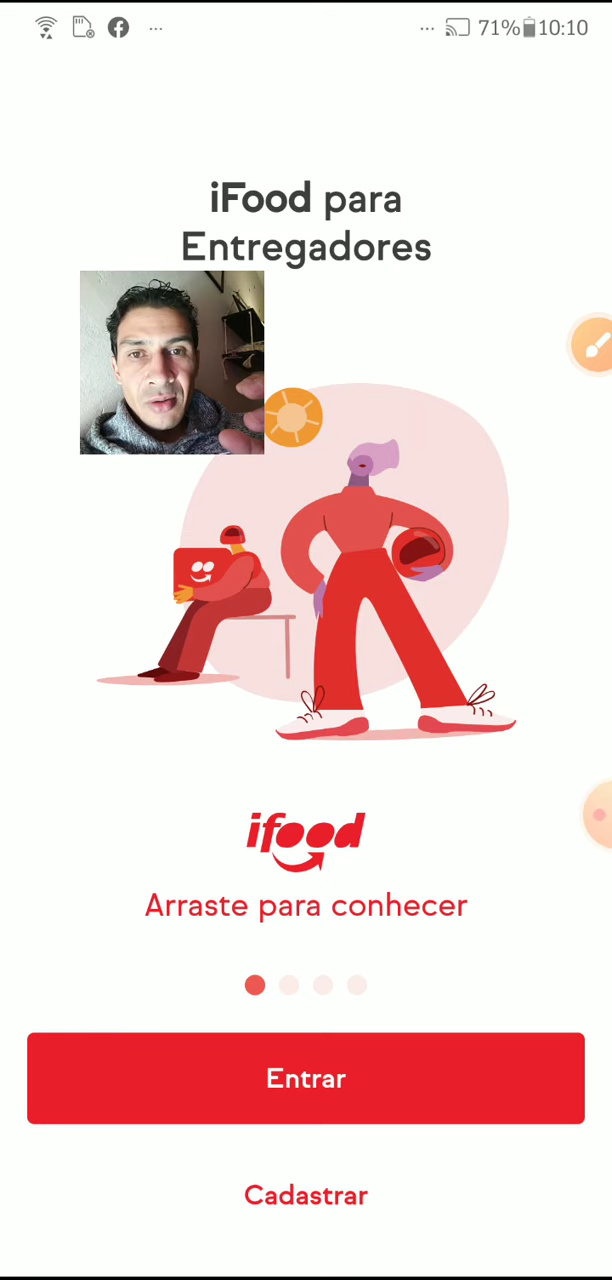 71% 10:10
iFood para
Entregadores
ifood
Arraste para conhecer
Entrar
Cadastrar